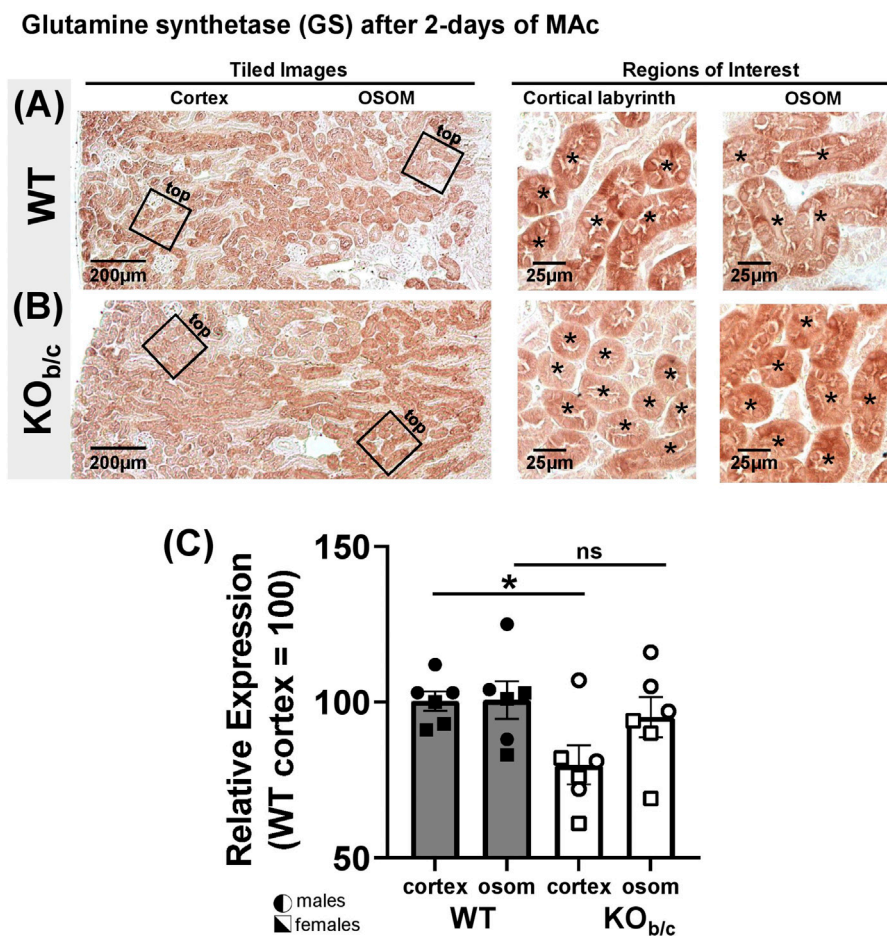 Glutamine synthetase (GS) after 2-days of MAc
Tiled Images
Regions of Interest
Cortex OSOM
Cortical labyrinth OSOM
(A)
WT
top
top
200µm
*
*
*
*
*
*
25µm
*
*
*
*
25µm
(B)
KOb/c
top
top
200µm
*
*
*
*
*
*
*
*
*
*
25µm
*
*
*
*
*
*
*
*
25µm
(C)
Relative Expression
(WT cortex = 100)
150
100
50
ns
*
cortex osom cortex osom
WT KOb/c
males
females